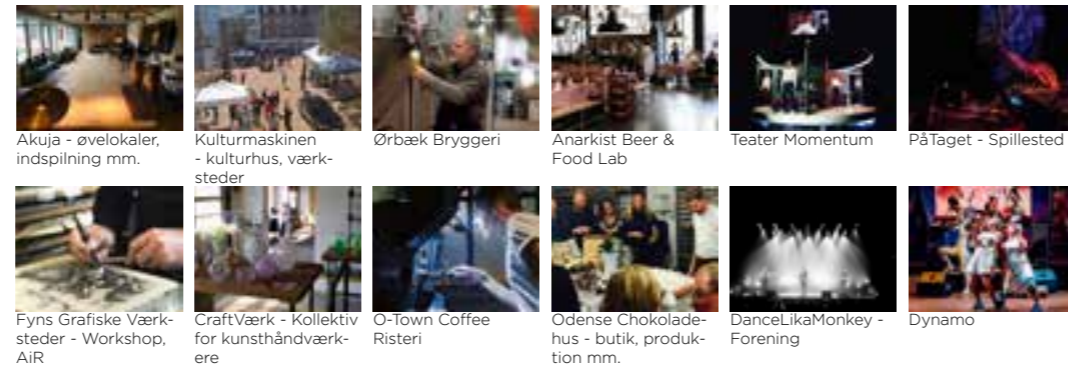 Akuja - øvelokaler,
indspilning mm.
Kulturmaskinen
- kulturhus, værk-
steder
Ørbæk Bryggeri
Anarkist Beer &
Food Lab
Teater Momentum
PåTaget - Spillested
Fyns Grafiske Værk-
steder - Workshop,
AiR
CraftVærk - Kollektiv
for kunsthåndværk-
ere
O-Town Coffee
Risteri
Odense Chokolade-
hus - butik, produk-
tion mm.
DanceLikaMonkey -
Forening
Dynamo